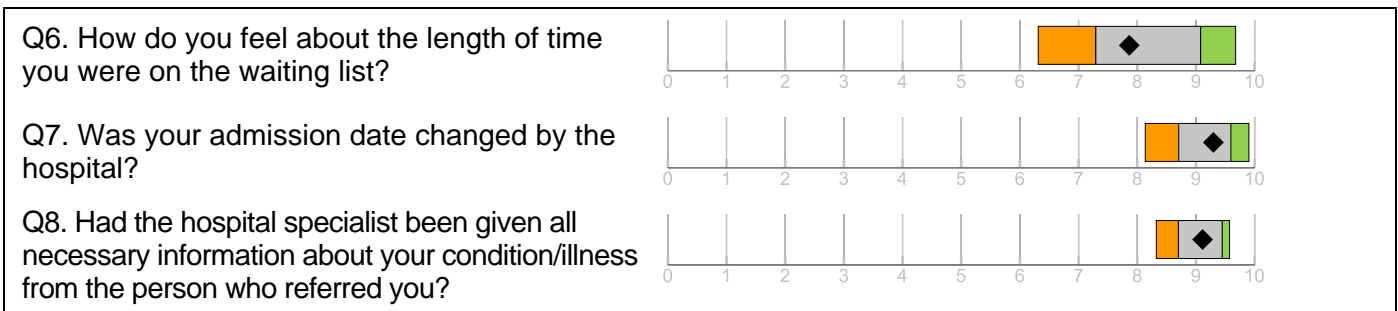 Q6. How do you feel about the length of time
you were on the waiting list?
0 1 2 3 4 5 6 7 8 9 10
Q7. Was your admission date changed by the
hospital?
0 1 2 3 4 5 6 7 8 9 10
Q8. Had the hospital specialist been given all
necessary information about your condition/illness
from the person who referred you?
0 1 2 3 4 5 6 7 8 9 10